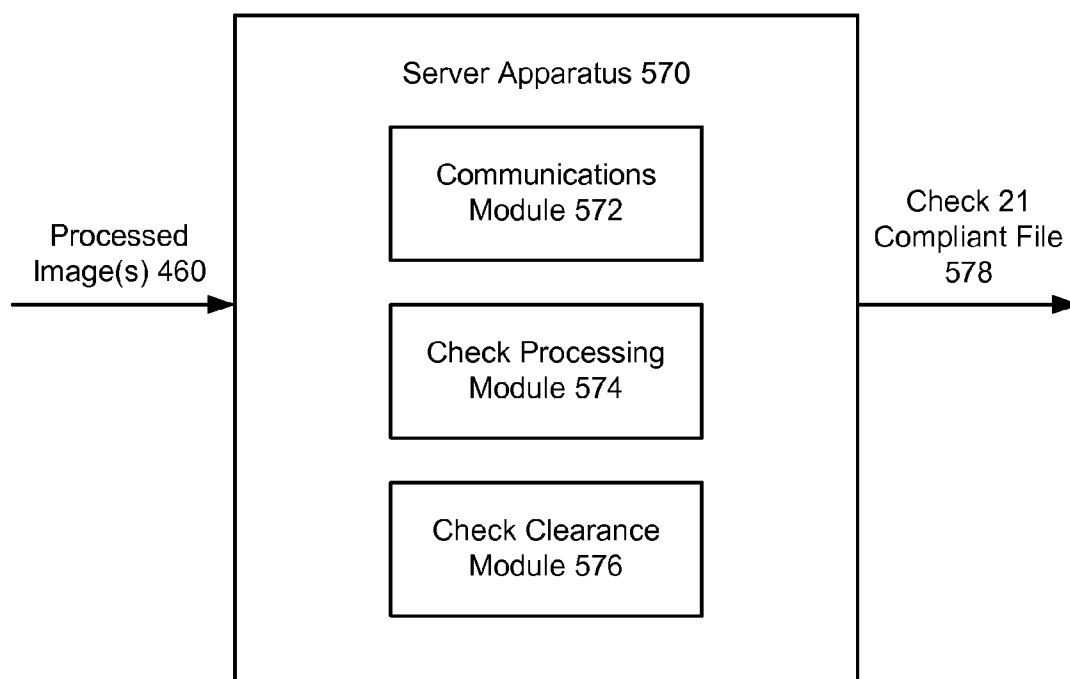 Server Apparatus 570
Communications
Module 572
Processed
Image(s) 460
Check Processing
Module 574
Check Clearance
Module 576
Check 21
Compliant File
578